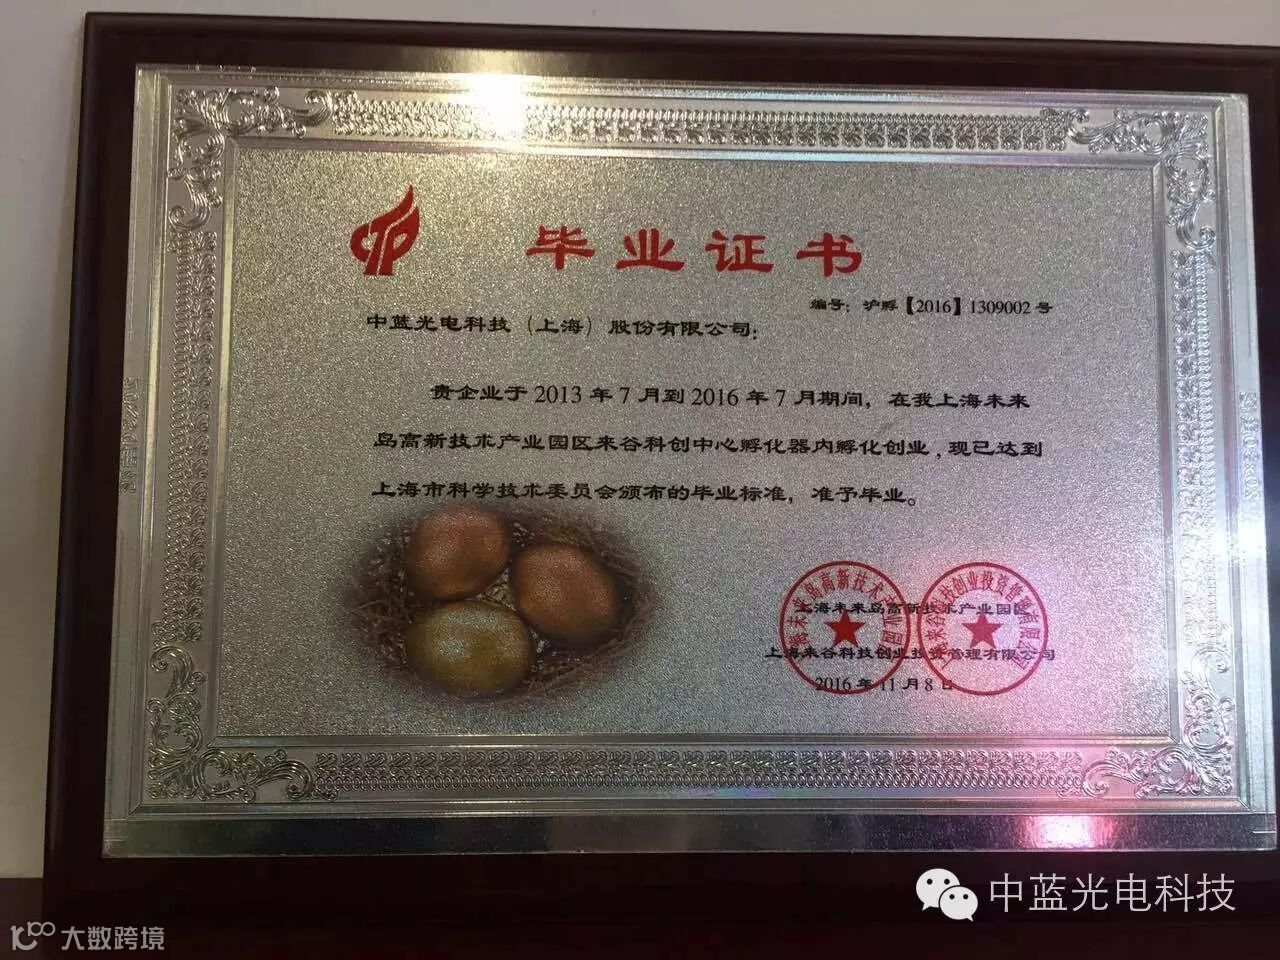 毕业证书
编号：沪孵【2016】1309002号
中蓝光电科技（上海）股份有限公司：
贵企业于2013年7月到2016年7月期间，在我上海未来
岛高新技术产业园区来谷科创中心孵化器内孵化创业，现已达到
上海市科学技术委员会颁布的毕业标准，准予毕业。
上海未来岛高新技术产业园区
上海来谷科技创业投资管理有限公司
2016年11月8日
中蓝光电科技
大数跨境